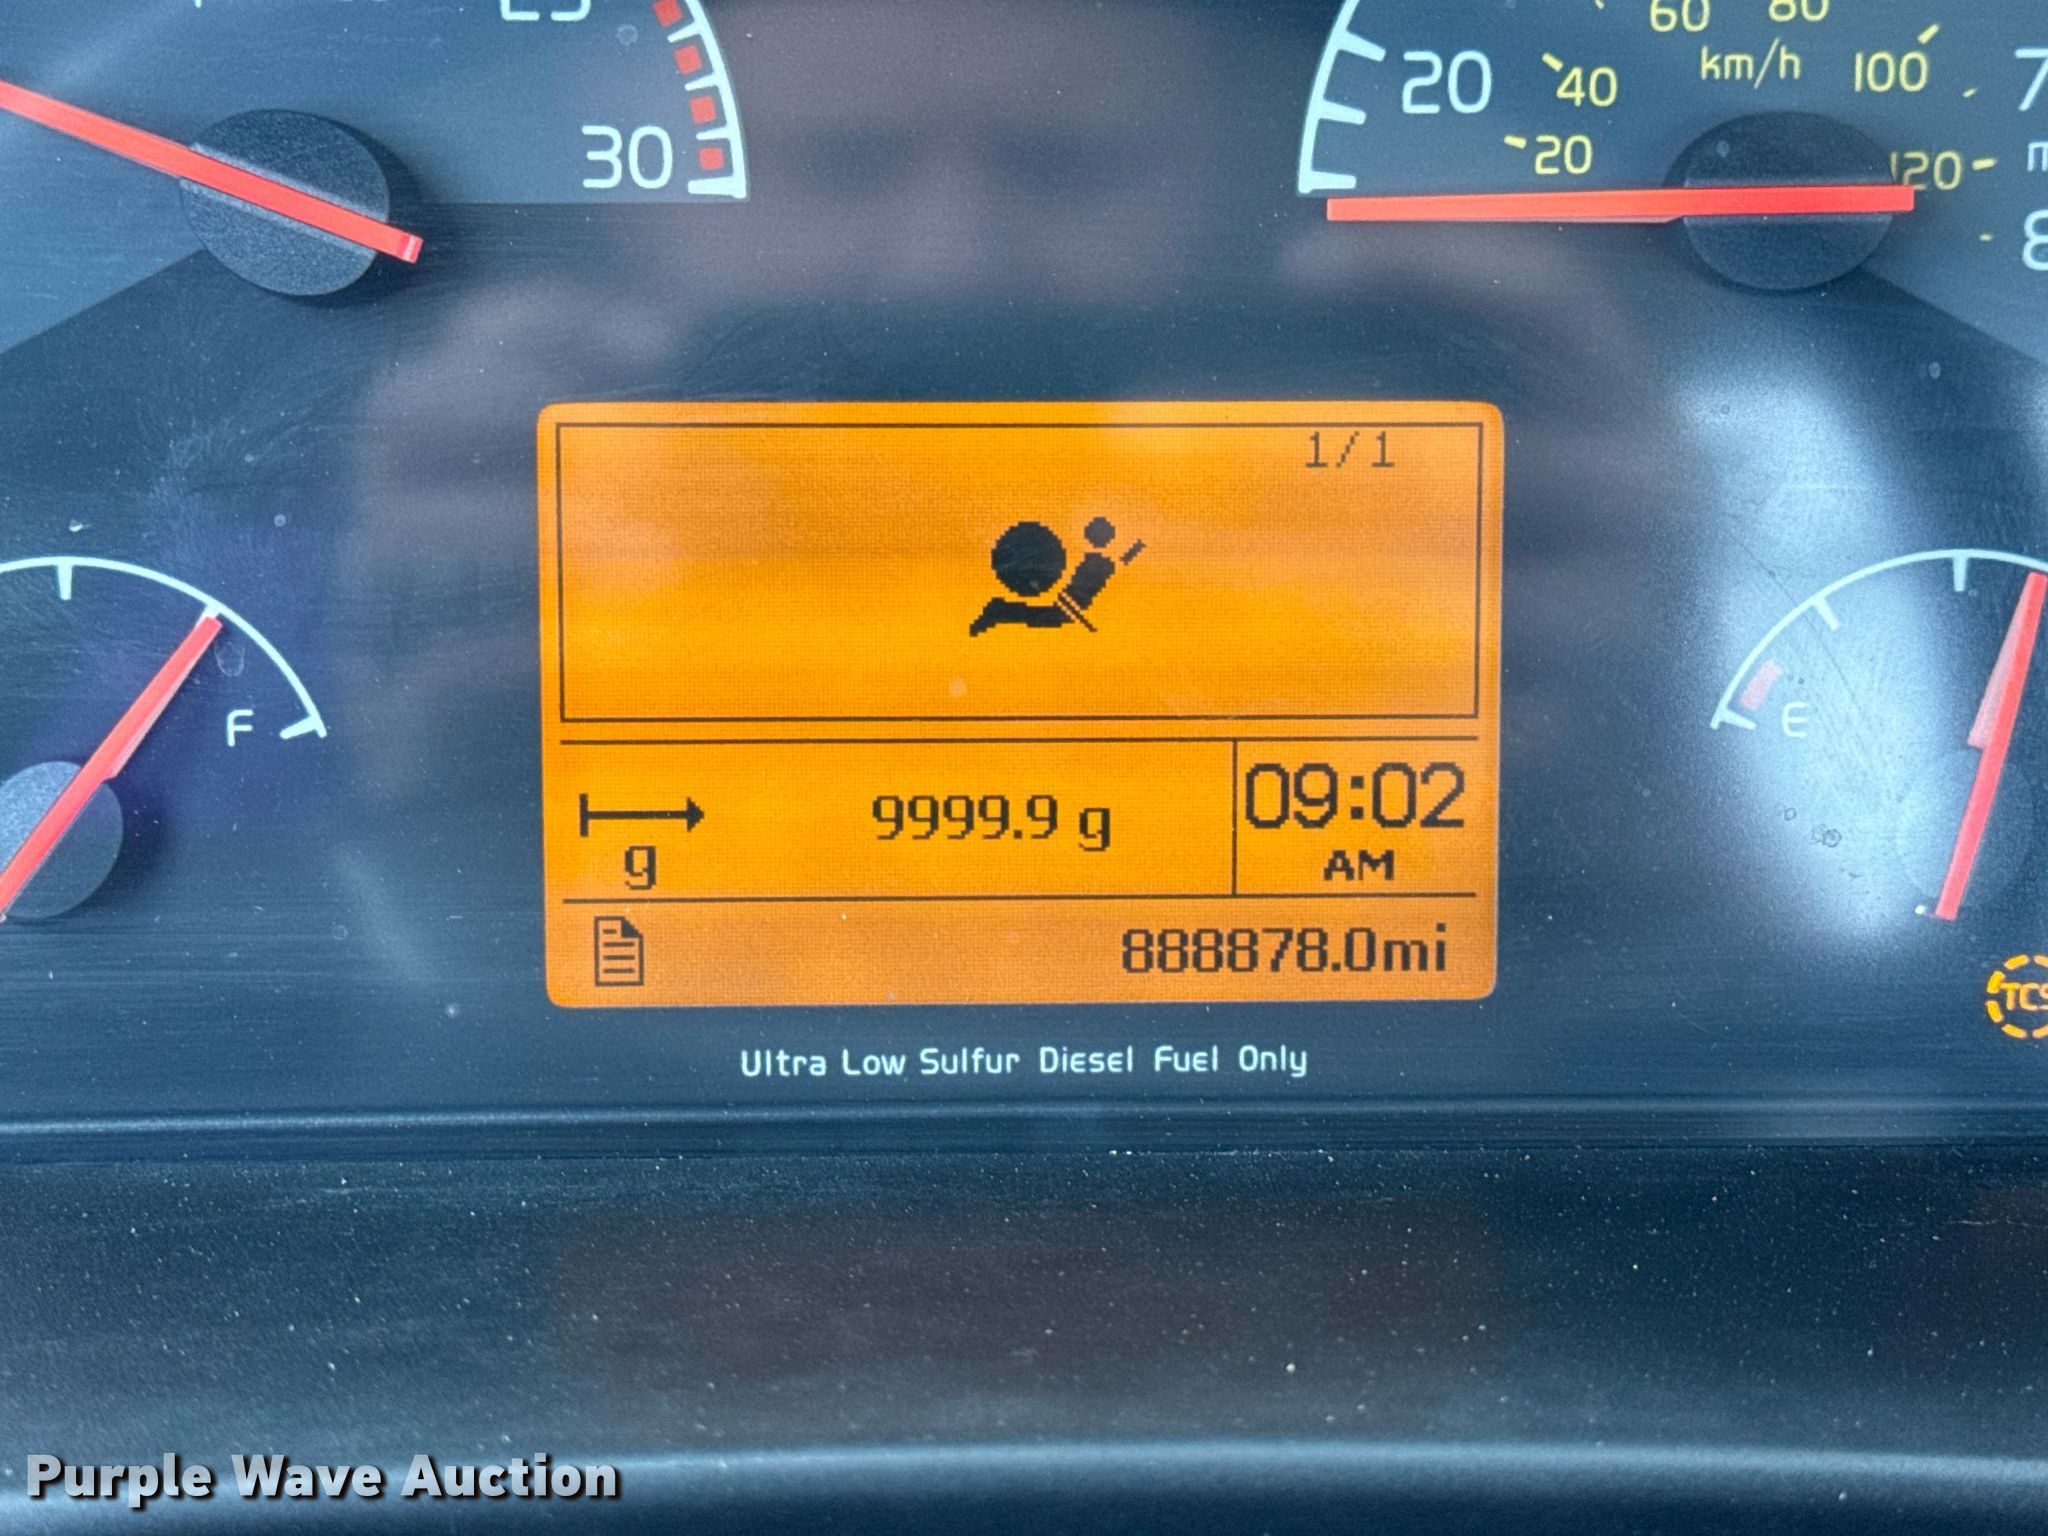 25
30
20
40
60
80
100
120
20
km/h
F
E
1/1
9999.9 g
g
09:02
AM
888878.0mi
TCS
Ultra Low Sulfur Diesel Fuel Only
Purple Wave Auction